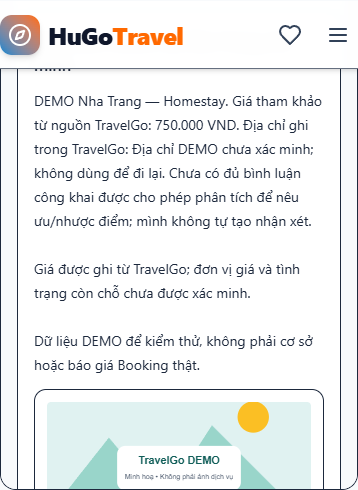 HuGoTravel
minh
DEMO Nha Trang — Homestay. Giá tham khảo
từ nguồn TravelGo: 750.000 VND. Địa chỉ ghi
trong TravelGo: Địa chỉ DEMO chưa xác minh;
không dùng để đi lại. Chưa có đủ bình luận
công khai được cho phép phân tích để nêu
ưu/nhược điểm; mình không tự tạo nhận xét.
Giá được ghi từ TravelGo; đơn vị giá và tình
trạng còn chỗ chưa được xác minh.
Dữ liệu DEMO để kiểm thử, không phải cơ sở
hoặc báo giá Booking thật.
TravelGo DEMO
Minh hoạ • Không phải ảnh dịch vụ